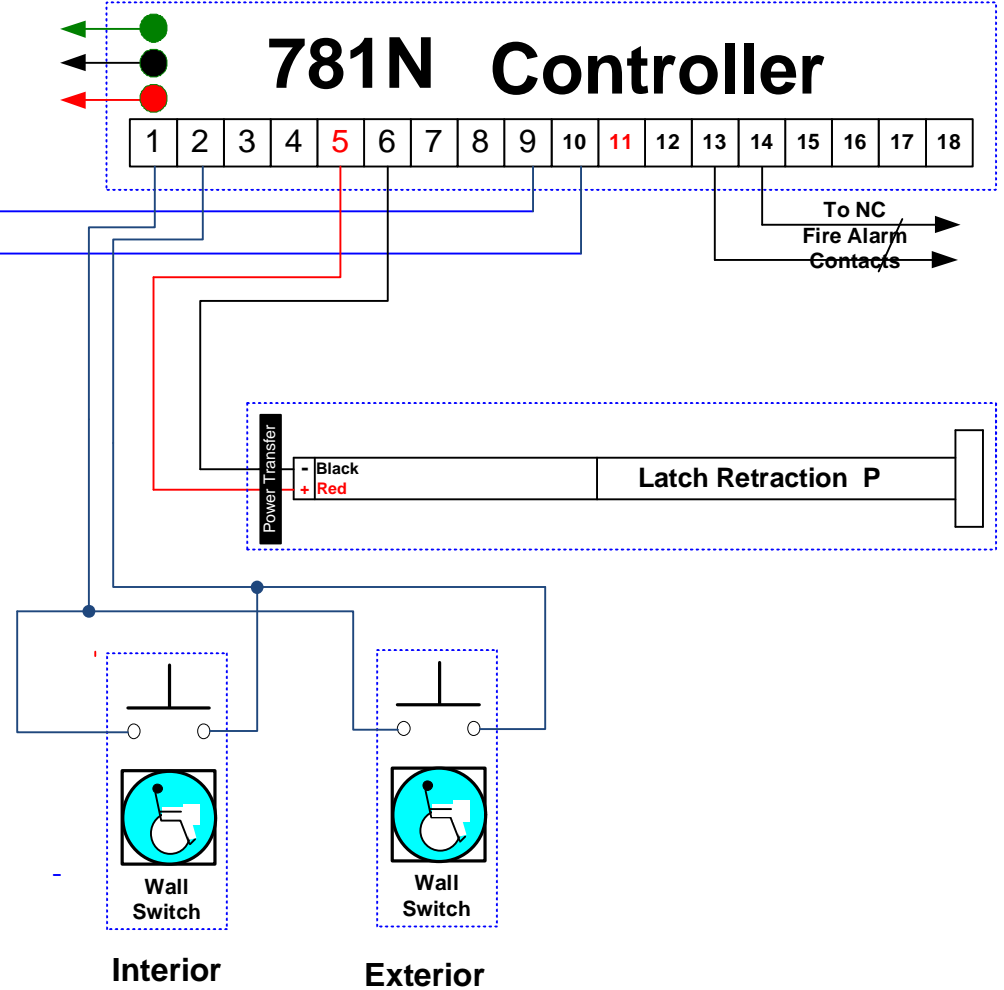 781N Controller
1 2 3 4 5 6 7 8 9 10 11 12 13 14 15 16 17 18
To NC
Fire Alarm
Contacts
Power Transfer
- Black
+ Red
Latch Retraction P
Wall
Switch
Wall
Switch
Interior
Exterior